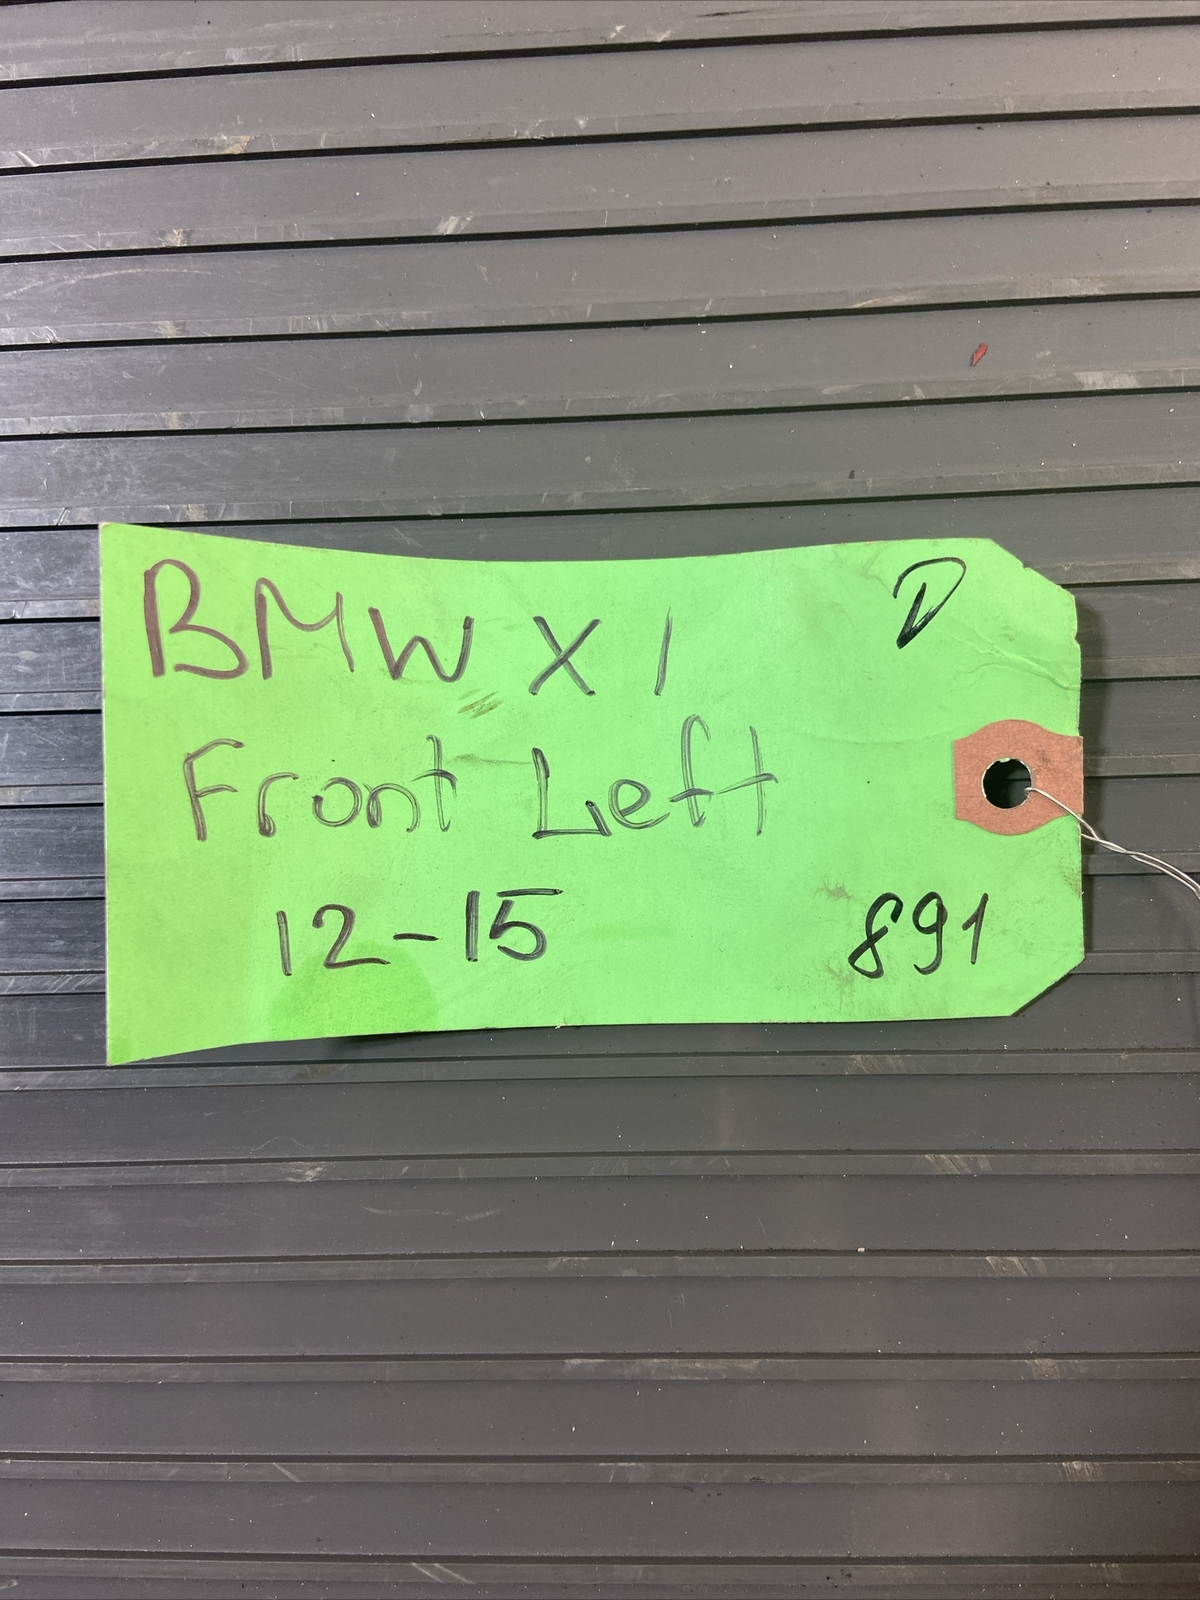 BMW X1 D
Front Left
12-15 891